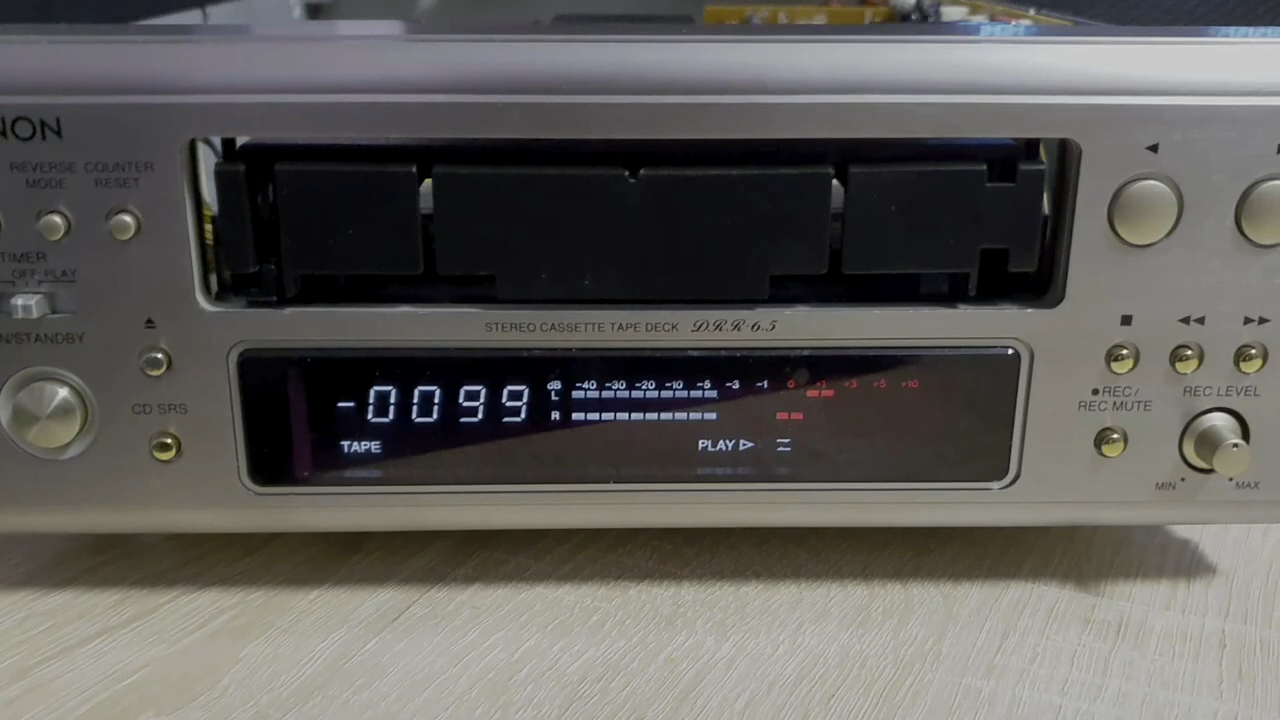 NON
REVERSE MODE
COUNTER RESET
TIMER
OFF PLAY
N/STANDBY
CD SRS
STEREO CASSETTE TAPE DECK DRR-6.5
-0099
dB -40 -30 -20 -10 -5 -3 -1 0 +1 +3 +5 +10
L
R
TAPE
PLAY
REC/
REC MUTE
REC LEVEL
MIN
MAX